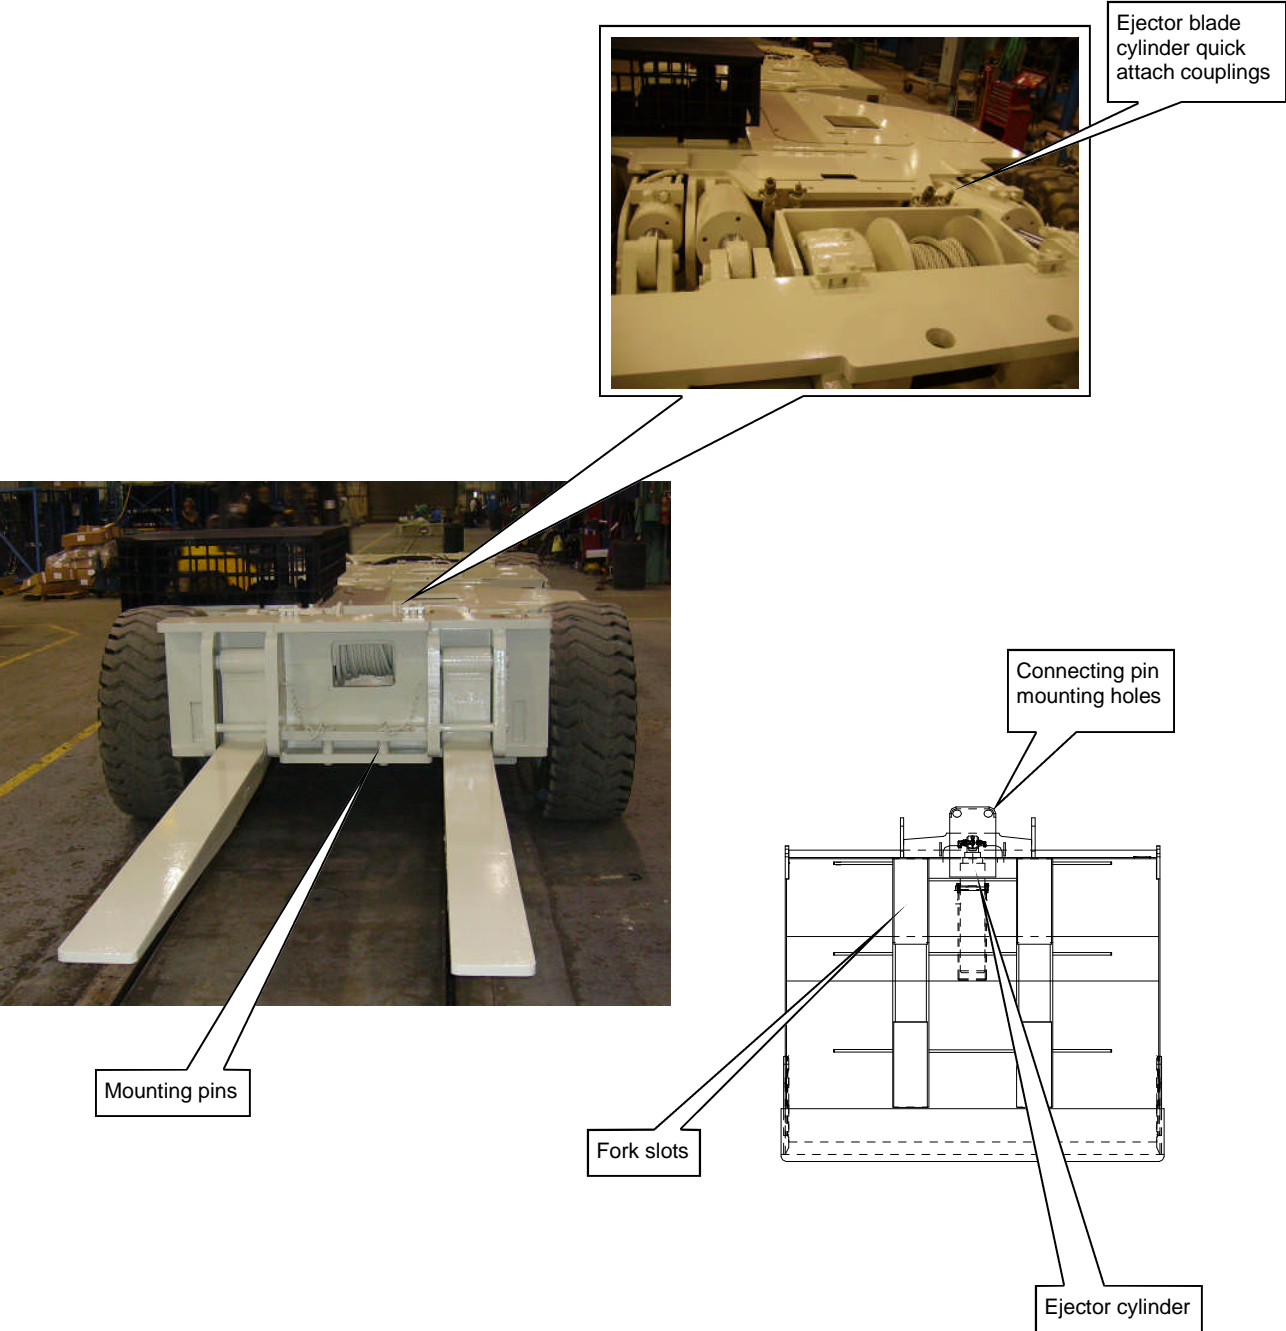 Ejector blade
cylinder quick
attach couplings
Connecting pin
mounting holes
Mounting pins
Fork slots
Ejector cylinder